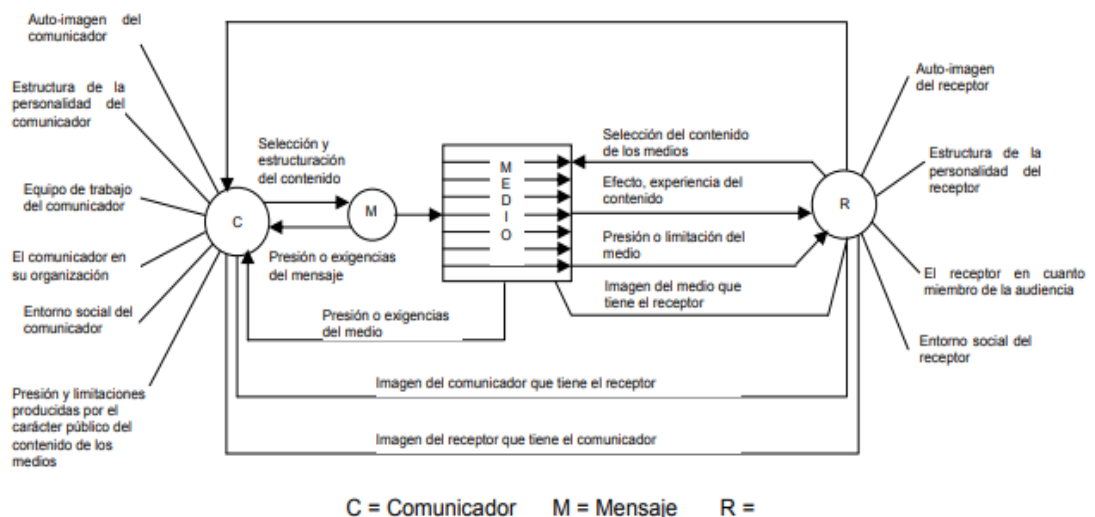 Auto-imagen del
comunicador
Estructura de la
personalidad del
comunicador
Equipo de trabajo
del comunicador
El comunicador en
su organización
Entorno social del
comunicador
Presión y limitaciones
producidas por el
carácter público del
contenido de los
medios
Selección y
estructuración
del contenido
C
M
Presión o exigencias
del mensaje
Presión o exigencias
del medio
M
E
D
I
O
Selección del contenido
de los medios
Efecto, experiencia del
contenido
Presión o limitación del
medio
Imagen del medio que
tiene el receptor
R
Auto-imagen
del receptor
Estructura de la
personalidad del
receptor
El receptor en cuanto
miembro de la audiencia
Entorno social del
receptor
Imagen del comunicador que tiene el receptor
Imagen del receptor que tiene el comunicador
C = Comunicador M = Mensaje R =